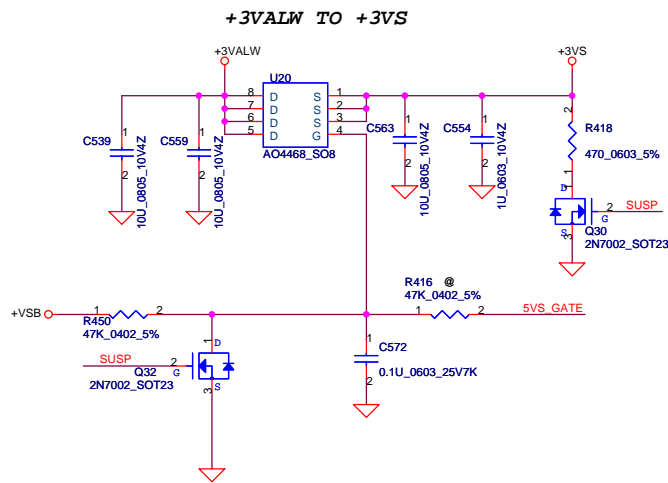 +3VALW TO +3VS
+3VALW
+3VS
U20
8 D S 1
7 D S 2
6 D S 3
5 D G 4
AO4468_SO8
C539
1
2
10U_0805_10V4Z
C559
1
2
10U_0805_10V4Z
C563
1
2
10U_0805_10V4Z
C554
1
2
1U_0603_10V4Z
2
R418
470_0603_5%
1
1
D
2
G
SUSP
S
3
Q30
2N7002_SOT23
+VSB
1
2
R450
47K_0402_5%
R416 @
47K_0402_5%
1
2
5VS_GATE
SUSP
2
G
1
D
S
3
Q32
2N7002_SOT23
1
C572
2
0.1U_0603_25V7K